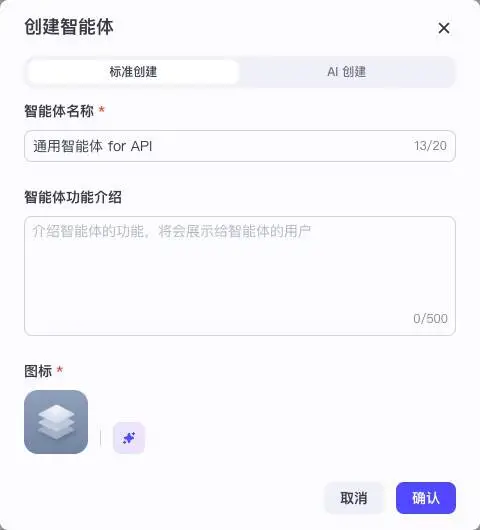 创建智能体
标准创建
AI 创建
智能体名称 *
通用智能体 for API
13/20
智能体功能介绍
介绍智能体的功能，将会展示给智能体的用户
0/500
图标 *
取消
确认